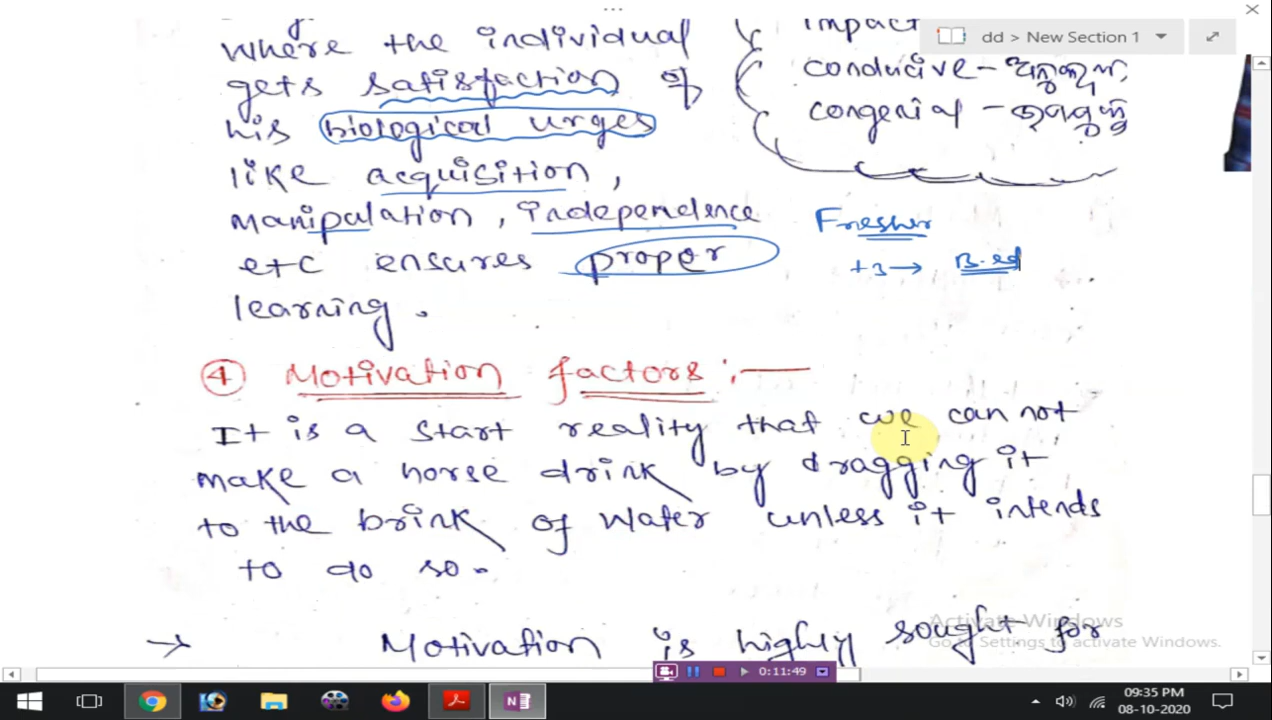 dd > New Section 1
where the individual
gets satisfaction of
his biological urges
like acquisition,
manipulation, independence
etc ensures proper
learning.
impact
conducive - ଅନୁକୂଳ,
congenial -
Fresher
+3 → B.ed
④ Motivation factors :—
It is a start reality that we can not
make a horse drink by dragging it
to the brink of water unless it intends
to do so.
→ Motivation is highly sought for
Activate Windows
Go to Settings to activate Windows.
0:11:49
09:35 PM
08-10-2020